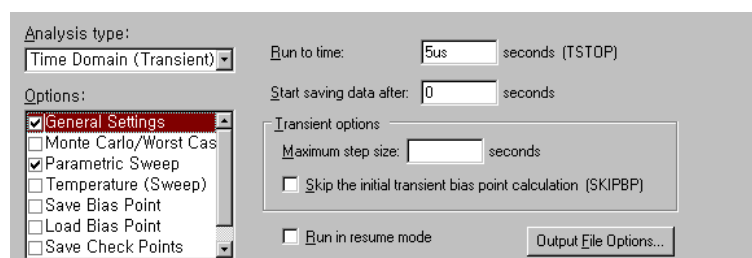 Analysis type:
Time Domain (Transient)
Options:
General Settings
Monte Carlo/Worst Cas
Parametric Sweep
Temperature (Sweep)
Save Bias Point
Load Bias Point
Save Check Points
Run to time: 5us seconds (TSTOP)
Start saving data after: 0 seconds
Transient options
Maximum step size: seconds
Skip the initial transient bias point calculation (SKIPBP)
Run in resume mode
Output File Options...